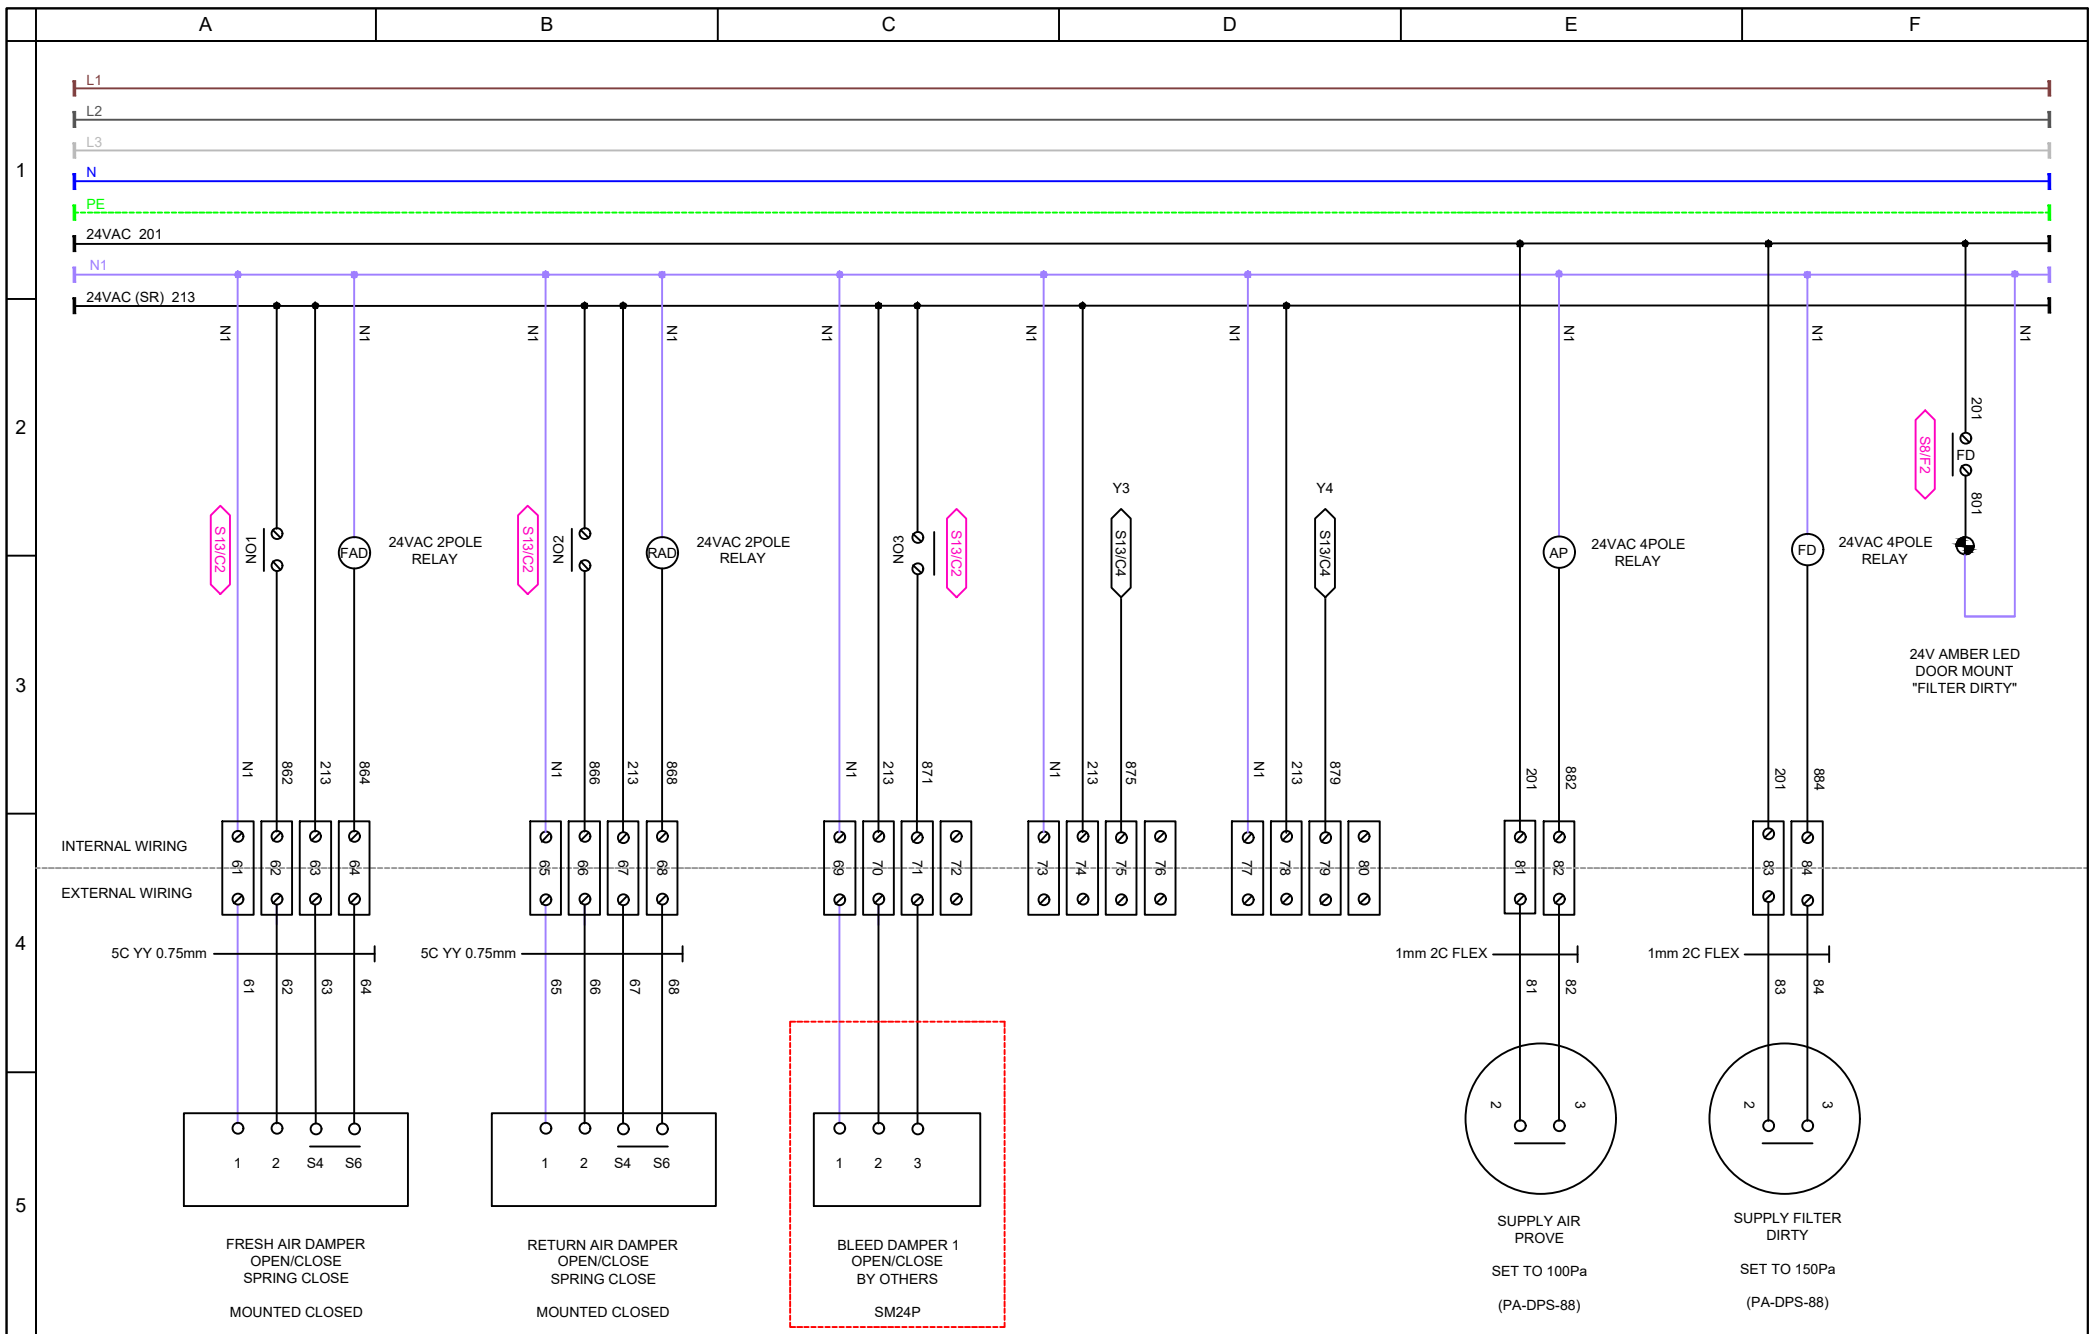 A B C D E F
1
2
3
4
5
L1
L2
L3
N
PE
24VAC 201
N1
24VAC (SR) 213
N1 N1 N1 N1 N1 N1 N1 N1 N1 N1
201
S8/F2
FD
801
Y3 Y4
S13/C2 NO1 FAD
24VAC 2POLE
RELAY
S13/C2 NO2 RAD
24VAC 2POLE
RELAY
NO3 S13/C2
S13/C4
S13/C4
AP
24VAC 4POLE
RELAY
FD
24VAC 4POLE
RELAY
24V AMBER LED
DOOR MOUNT
"FILTER DIRTY"
N1 862 213 864 N1 866 213 868 N1 213 871 N1 213 875 N1 213 879 201 882 201 884
INTERNAL WIRING
61 62 63 64 65 66 67 68 69 70 71 72 73 74 75 76 77 78 79 80 81 82 83 84
EXTERNAL WIRING
5C YY 0.75mm
5C YY 0.75mm
1mm 2C FLEX
1mm 2C FLEX
61 62 63 64 65 66 67 68 81 82 83 84
2 3 2 3
1 2 S4 S6
1 2 S4 S6
1 2 3
FRESH AIR DAMPER
OPEN/CLOSE
SPRING CLOSE
MOUNTED CLOSED
RETURN AIR DAMPER
OPEN/CLOSE
SPRING CLOSE
MOUNTED CLOSED
BLEED DAMPER 1
OPEN/CLOSE
BY OTHERS
SM24P
SUPPLY AIR
PROVE
SET TO 100Pa
(PA-DPS-88)
SUPPLY FILTER
DIRTY
SET TO 150Pa
(PA-DPS-88)